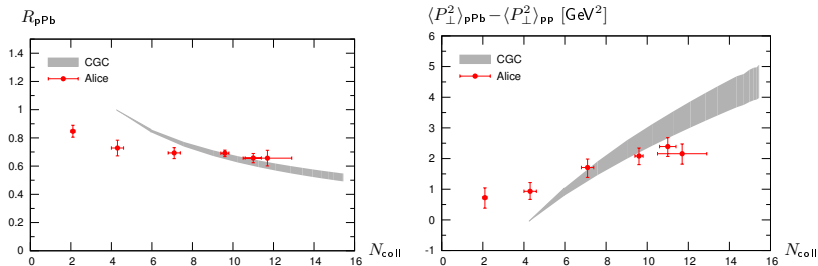 R_pPb
1.4
1.2
1
0.8
0.6
0.4
0.2
0
CGC
Alice
0 2 4 6 8 10 12 14 16
N_coll
⟨P²_⊥⟩_pPb − ⟨P²_⊥⟩_pp [GeV²]
6
5
4
3
2
1
0
-1
CGC
Alice
0 2 4 6 8 10 12 14 16
N_coll